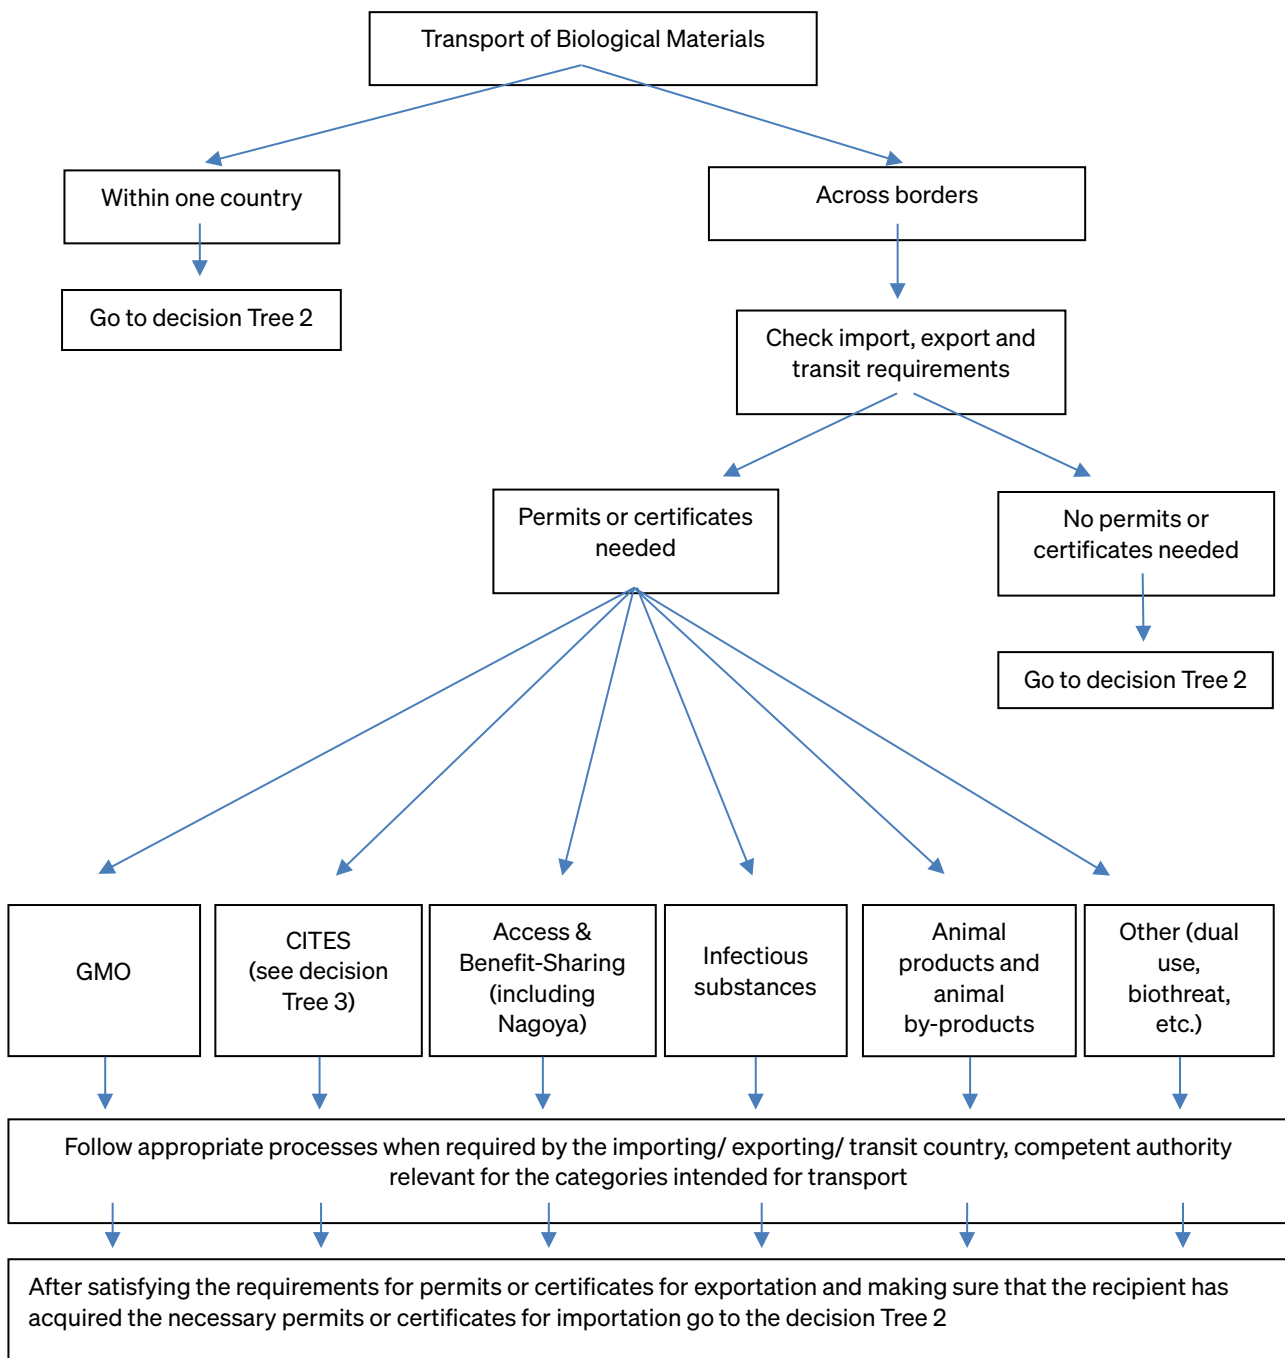 Transport of Biological Materials
Within one country
Across borders
Go to decision Tree 2
Check import, export and
transit requirements
Permits or certificates
needed
No permits or
certificates needed
Go to decision Tree 2
GMO
CITES
(see decision
Tree 3)
Access &
Benefit-Sharing
(including
Nagoya)
Infectious
substances
Animal
products and
animal
by-products
Other (dual
use,
biothreat,
etc.)
Follow appropriate processes when required by the importing/ exporting/ transit country, competent authority
relevant for the categories intended for transport
After satisfying the requirements for permits or certificates for exportation and making sure that the recipient has
acquired the necessary permits or certificates for importation go to the decision Tree 2